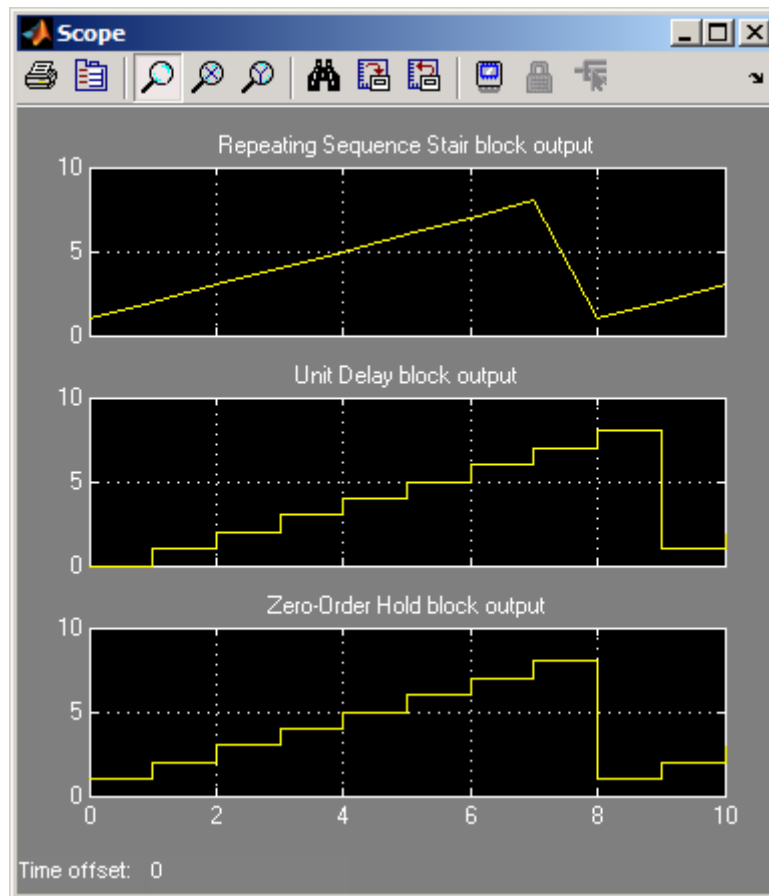 Scope
Repeating Sequence Stair block output
10
5
0
Unit Delay block output
10
5
0
Zero-Order Hold block output
10
5
0
0 2 4 6 8 10
Time offset: 0